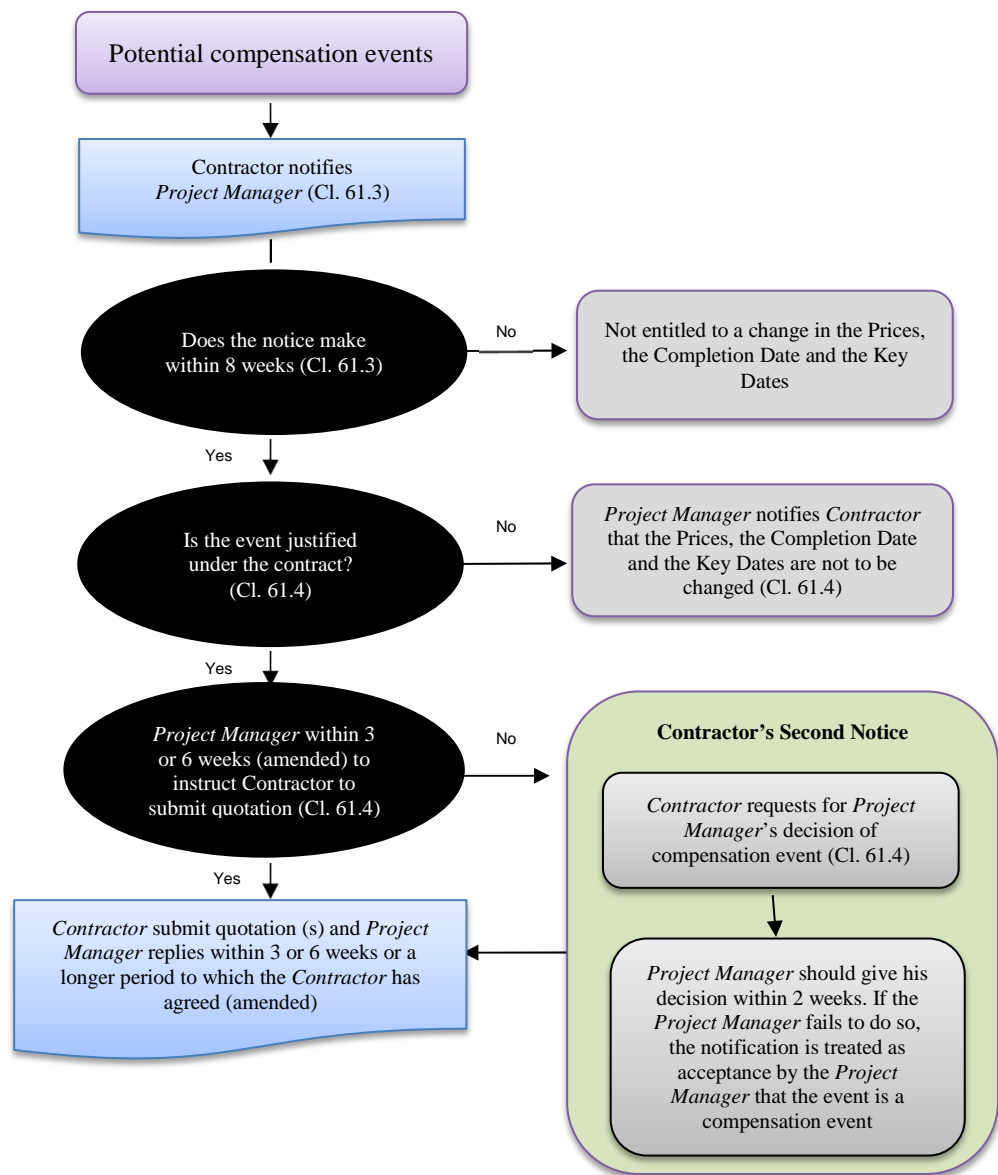 Potential compensation events
Contractor notifies
Project Manager (Cl. 61.3)
Does the notice make
within 8 weeks (Cl. 61.3)
No
Not entitled to a change in the Prices,
the Completion Date and the Key
Dates
Yes
Is the event justified
under the contract?
(Cl. 61.4)
No
Project Manager notifies Contractor
that the Prices, the Completion Date
and the Key Dates are not to be
changed (Cl. 61.4)
Yes
Project Manager within 3
or 6 weeks (amended) to
instruct Contractor to
submit quotation (Cl. 61.4)
No
Contractor's Second Notice
Contractor requests for Project
Manager's decision of
compensation event (Cl. 61.4)
Yes
Contractor submit quotation (s) and Project
Manager replies within 3 or 6 weeks or a
longer period to which the Contractor has
agreed (amended)
Project Manager should give his
decision within 2 weeks. If the
Project Manager fails to do so,
the notification is treated as
acceptance by the Project
Manager that the event is a
compensation event